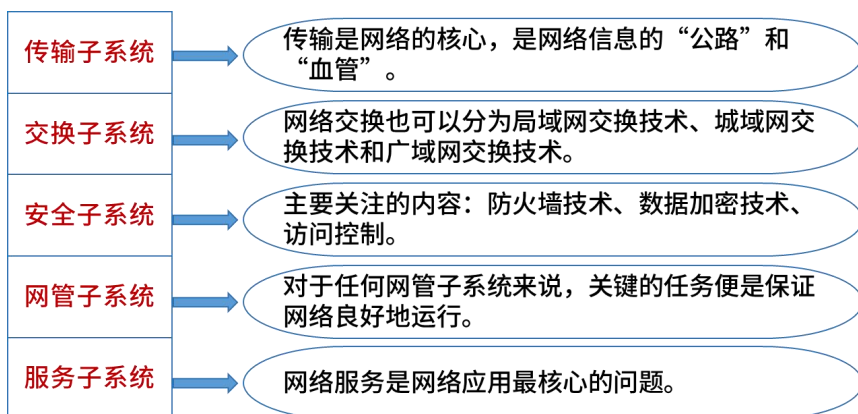 传输子系统
传输是网络的核心，是网络信息的“公路”和
“血管”。
交换子系统
网络交换也可以分为局域网交换技术、城域网交
换技术和广域网交换技术。
安全子系统
主要关注的内容：防火墙技术、数据加密技术、
访问控制。
网管子系统
对于任何网管子系统来说，关键的任务便是保证
网络良好地运行。
服务子系统
网络服务是网络应用最核心的问题。